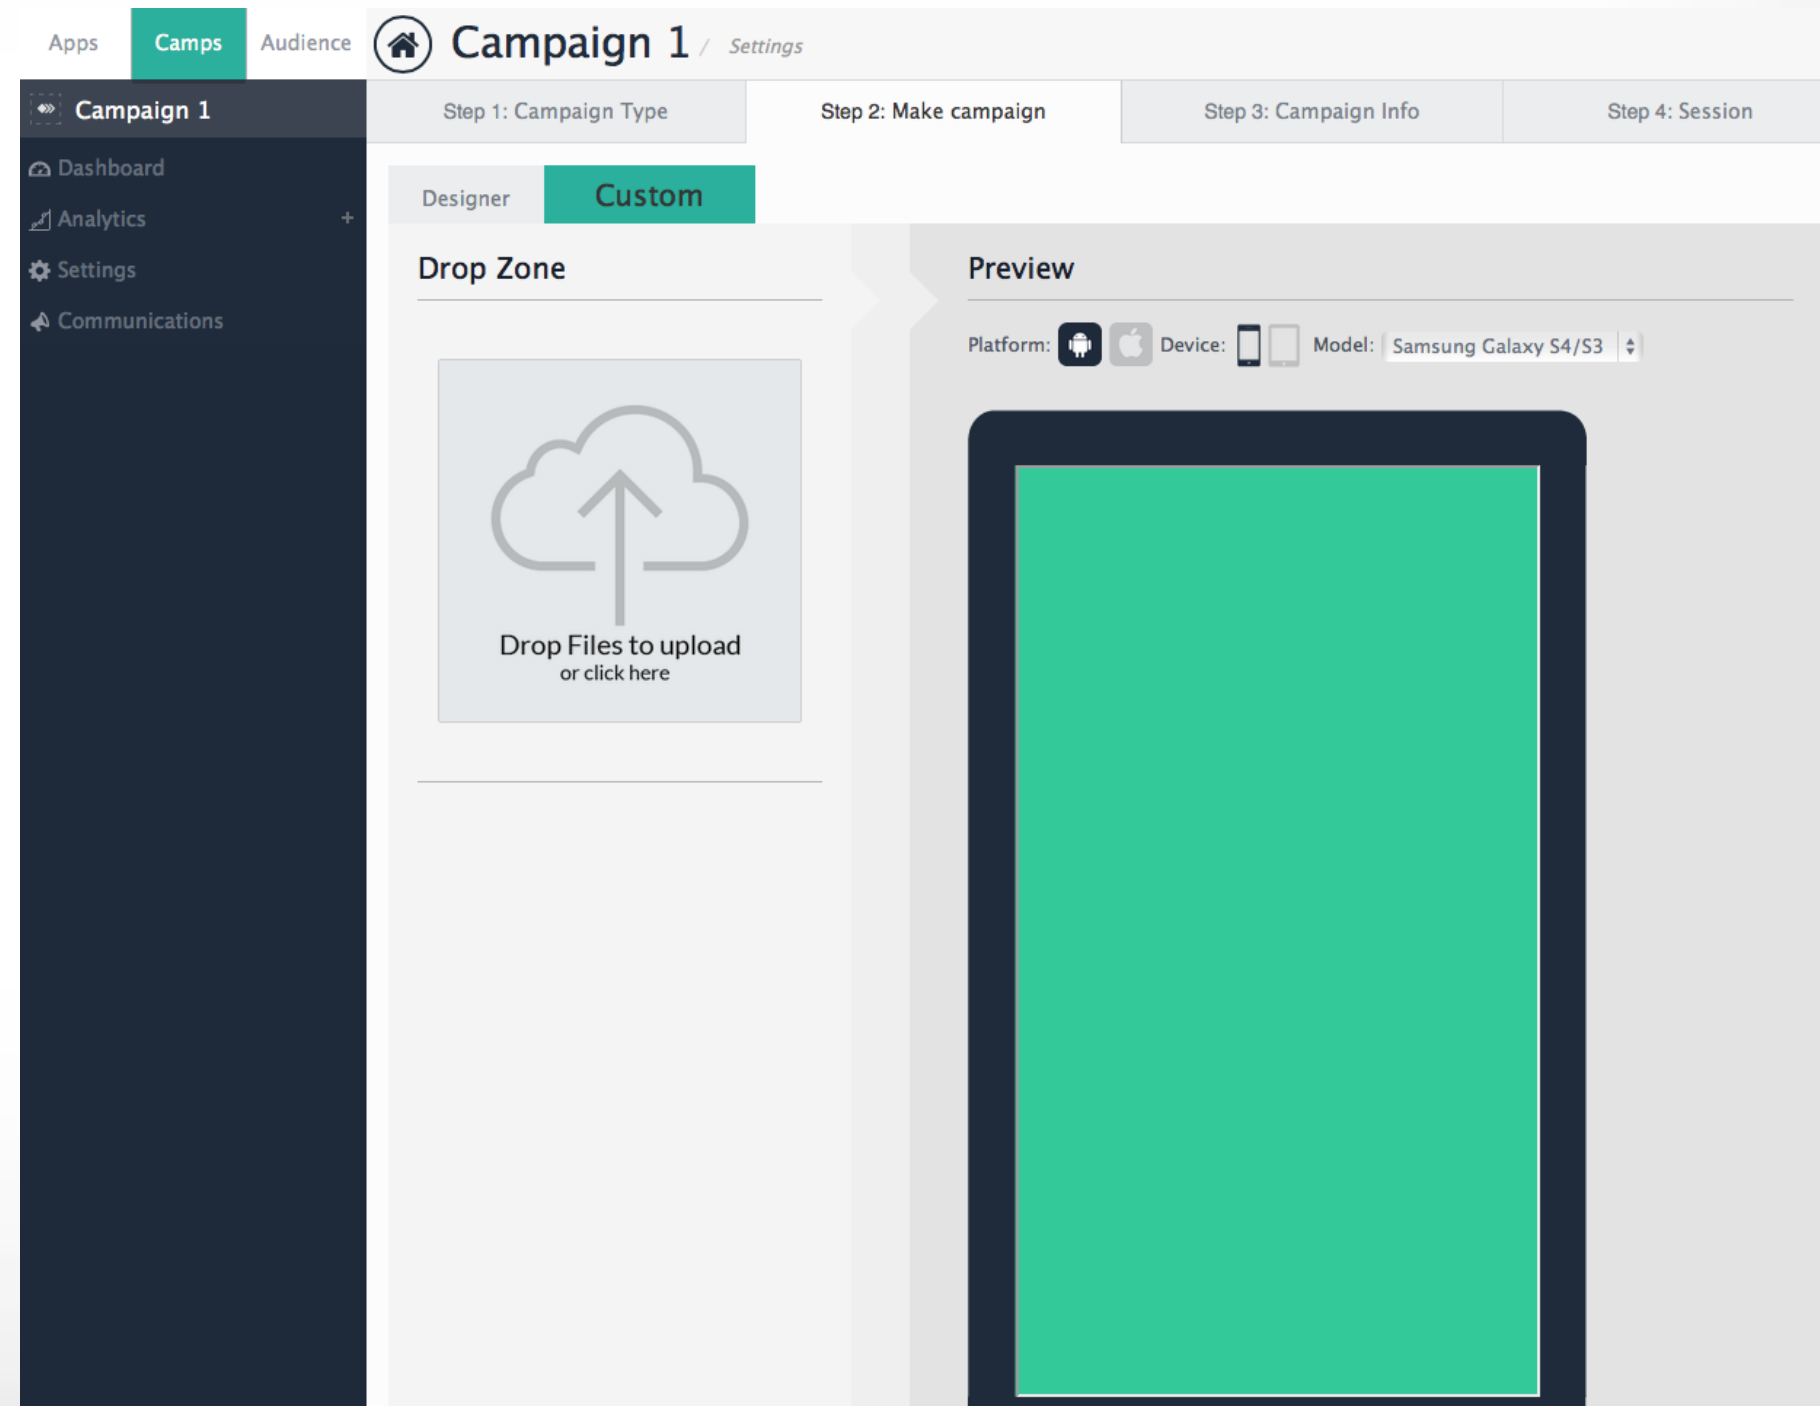 Apps Camps Audience
Campaign 1 / Settings
Campaign 1
Dashboard
Analytics +
Settings
Communications
Step 1: Campaign Type
Step 2: Make campaign
Step 3: Campaign Info
Step 4: Session
Designer
Custom
Drop Zone
Drop Files to upload
or click here
Preview
Platform: Device: Model: Samsung Galaxy S4/S3